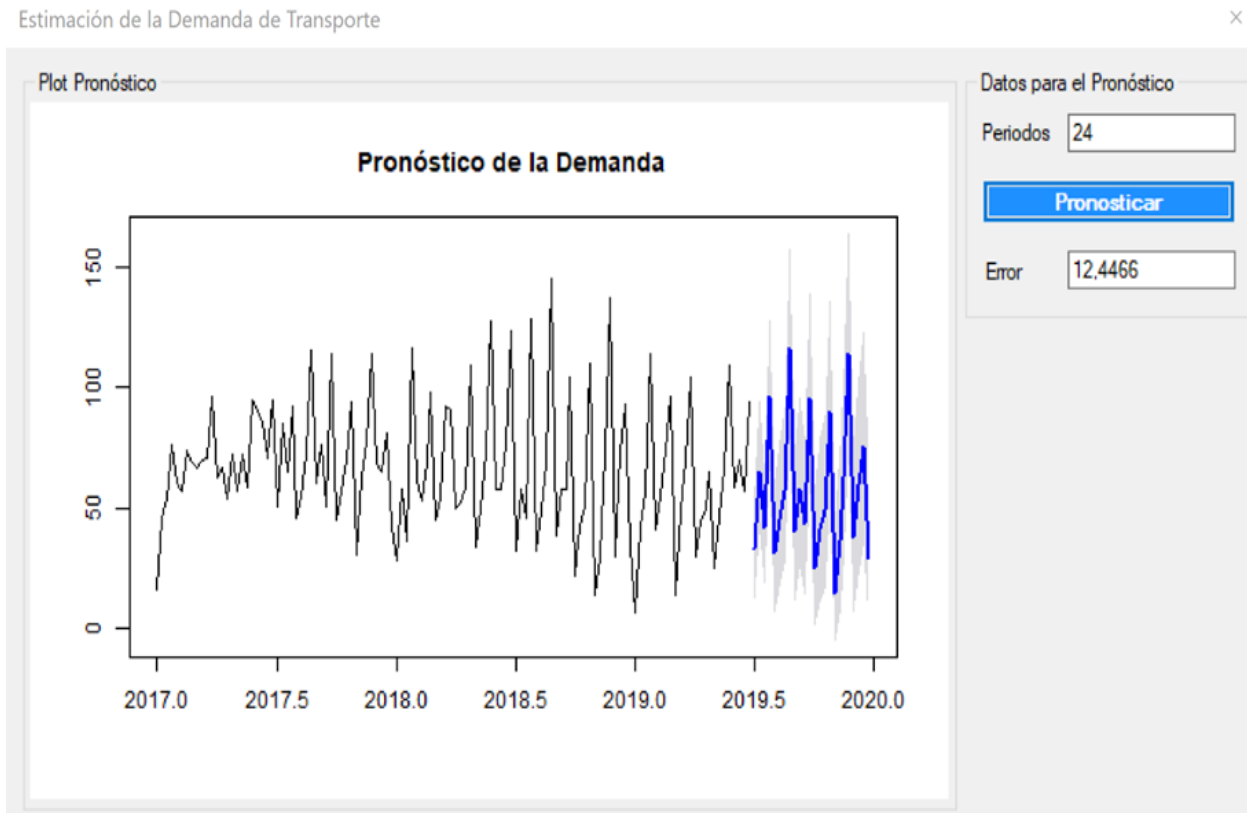 Estimación de la Demanda de Transporte
×
Plot Pronóstico
Pronóstico de la Demanda
150
100
50
0
2017.0 2017.5 2018.0 2018.5 2019.0 2019.5 2020.0
Datos para el Pronóstico
Periodos 24
Pronosticar
Error 12,4466